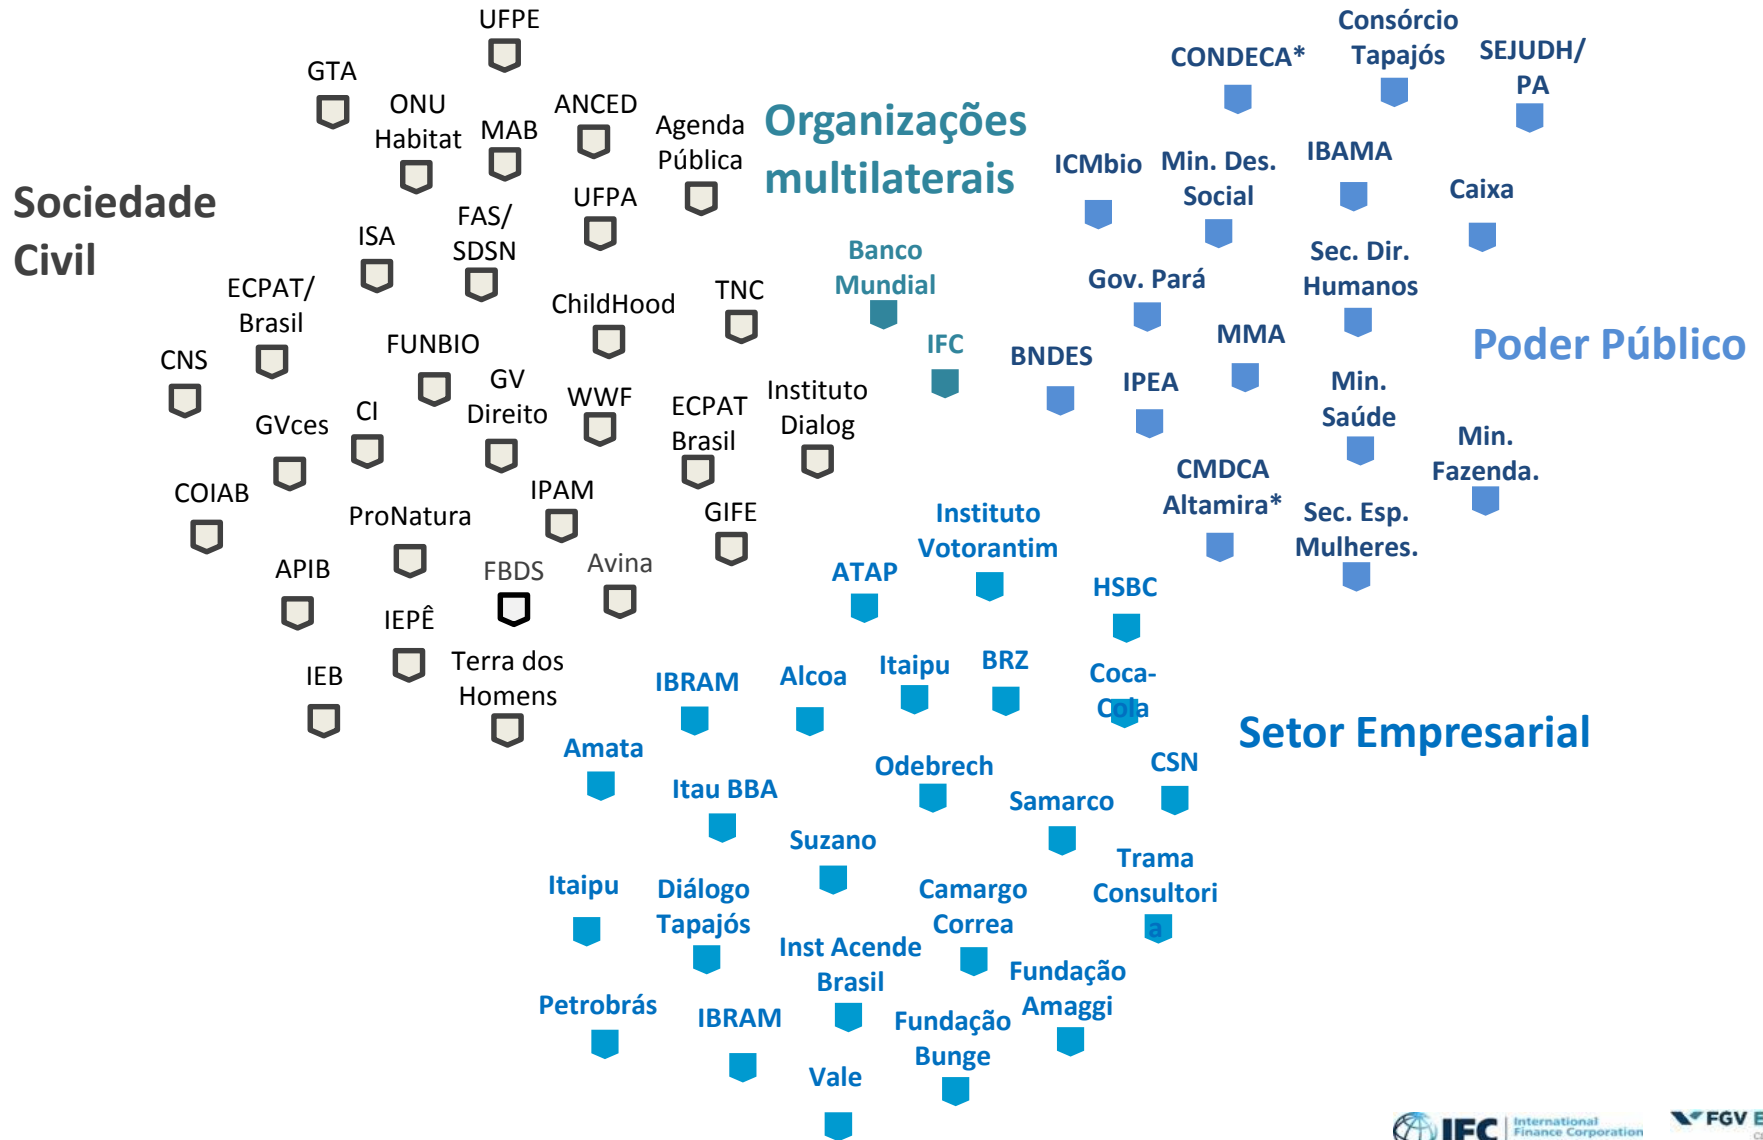 UFPE
GTA
ONU
Habitat
MAB
ANCED
Agenda
Pública
UFPA
Sociedade
Civil
ISA
FAS/
SDSN
ECPAT/
Brasil
ChildHood
TNC
CNS
FUNBIO
GV
Direito
WWF
ECPAT
Brasil
Instituto
Dialog
GVces
CI
COIAB
ProNatura
IPAM
GIFE
APIB
FBDS
Avina
IEPÊ
IEB
Terra dos
Homens
Organizações
multilaterais
Banco
Mundial
IFC
CONDECA*
Consórcio
Tapajós
SEJUDH/
PA
ICMbio
Min. Des.
Social
IBAMA
Caixa
Gov. Pará
Sec. Dir.
Humanos
Poder Público
BNDES
IPEA
MMA
Min.
Saúde
Min.
Fazenda.
CMDCA
Altamira*
Sec. Esp.
Mulheres.
Instituto
Votorantim
ATAP
HSBC
IBRAM
Alcoa
Itaipu
BRZ
Coca-
Cola
Setor Empresarial
Amata
Itau BBA
Odebrech
Samarco
CSN
Suzano
Trama
Consultori
a
Itaipu
Diálogo
Tapajós
Camargo
Correa
Inst Acende
Brasil
Fundação
Amaggi
Petrobrás
IBRAM
Fundação
Bunge
Vale
IFC
International
Finance Corporation
FGV E